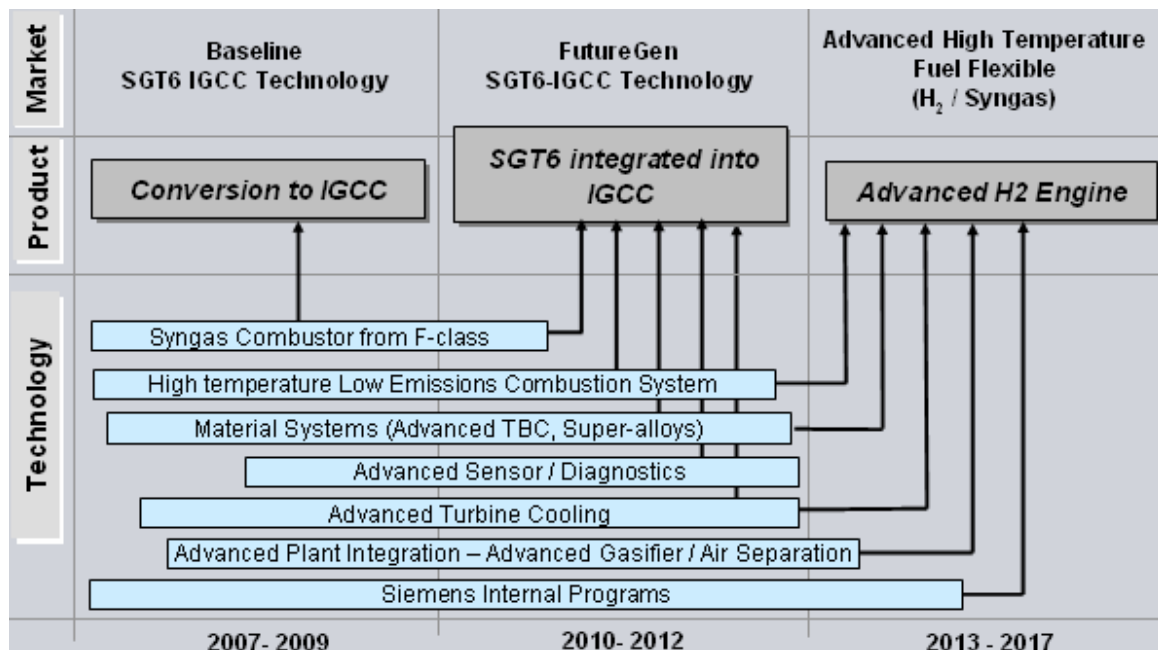 Market
Baseline
SGT6 IGCC Technology
FutureGen
SGT6-IGCC Technology
Advanced High Temperature
Fuel Flexible
(H₂ / Syngas)
Product
Conversion to IGCC
SGT6 integrated into
IGCC
Advanced H2 Engine
Technology
Syngas Combustor from F-class
High temperature Low Emissions Combustion System
Material Systems (Advanced TBC, Super-alloys)
Advanced Sensor / Diagnostics
Advanced Turbine Cooling
Advanced Plant Integration – Advanced Gasifier / Air Separation
Siemens Internal Programs
2007- 2009
2010- 2012
2013 - 2017